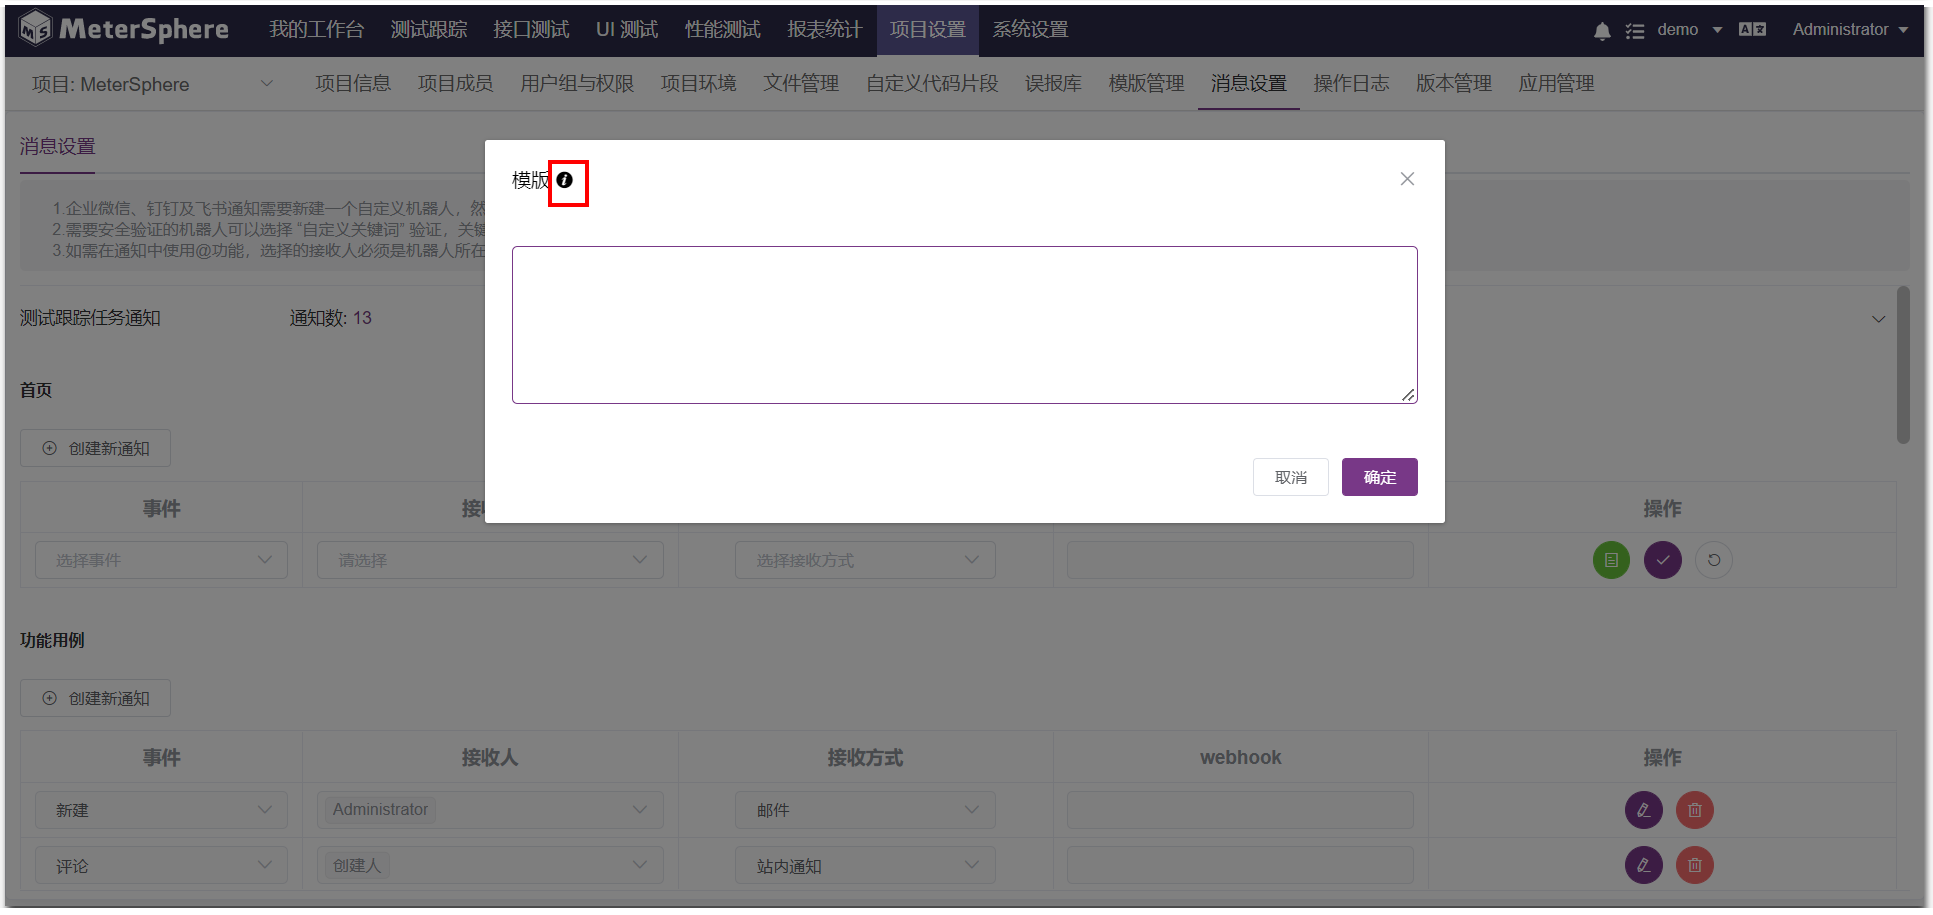 MeterSphere 我的工作台 测试跟踪 接口测试 UI 测试 性能测试 报表统计 项目设置 系统设置 demo Administrator
项目: MeterSphere 项目信息 项目成员 用户组与权限 项目环境 文件管理 自定义代码片段 误报库 模版管理 消息设置 操作日志 版本管理 应用管理
消息设置
模版
1.企业微信、钉钉及飞书通知需要新建一个自定义机器人，然
2.需要安全验证的机器人可以选择 “自定义关键词” 验证，关键
3.如需在通知中使用@功能，选择的接收人必须是机器人所在
测试跟踪任务通知 通知数: 13
首页
创建新通知
取消 确定
事件 接收 操作
选择事件 请选择 选择接收方式
功能用例
创建新通知
事件 接收人 接收方式 webhook 操作
新建 Administrator 邮件
评论 创建人 站内通知